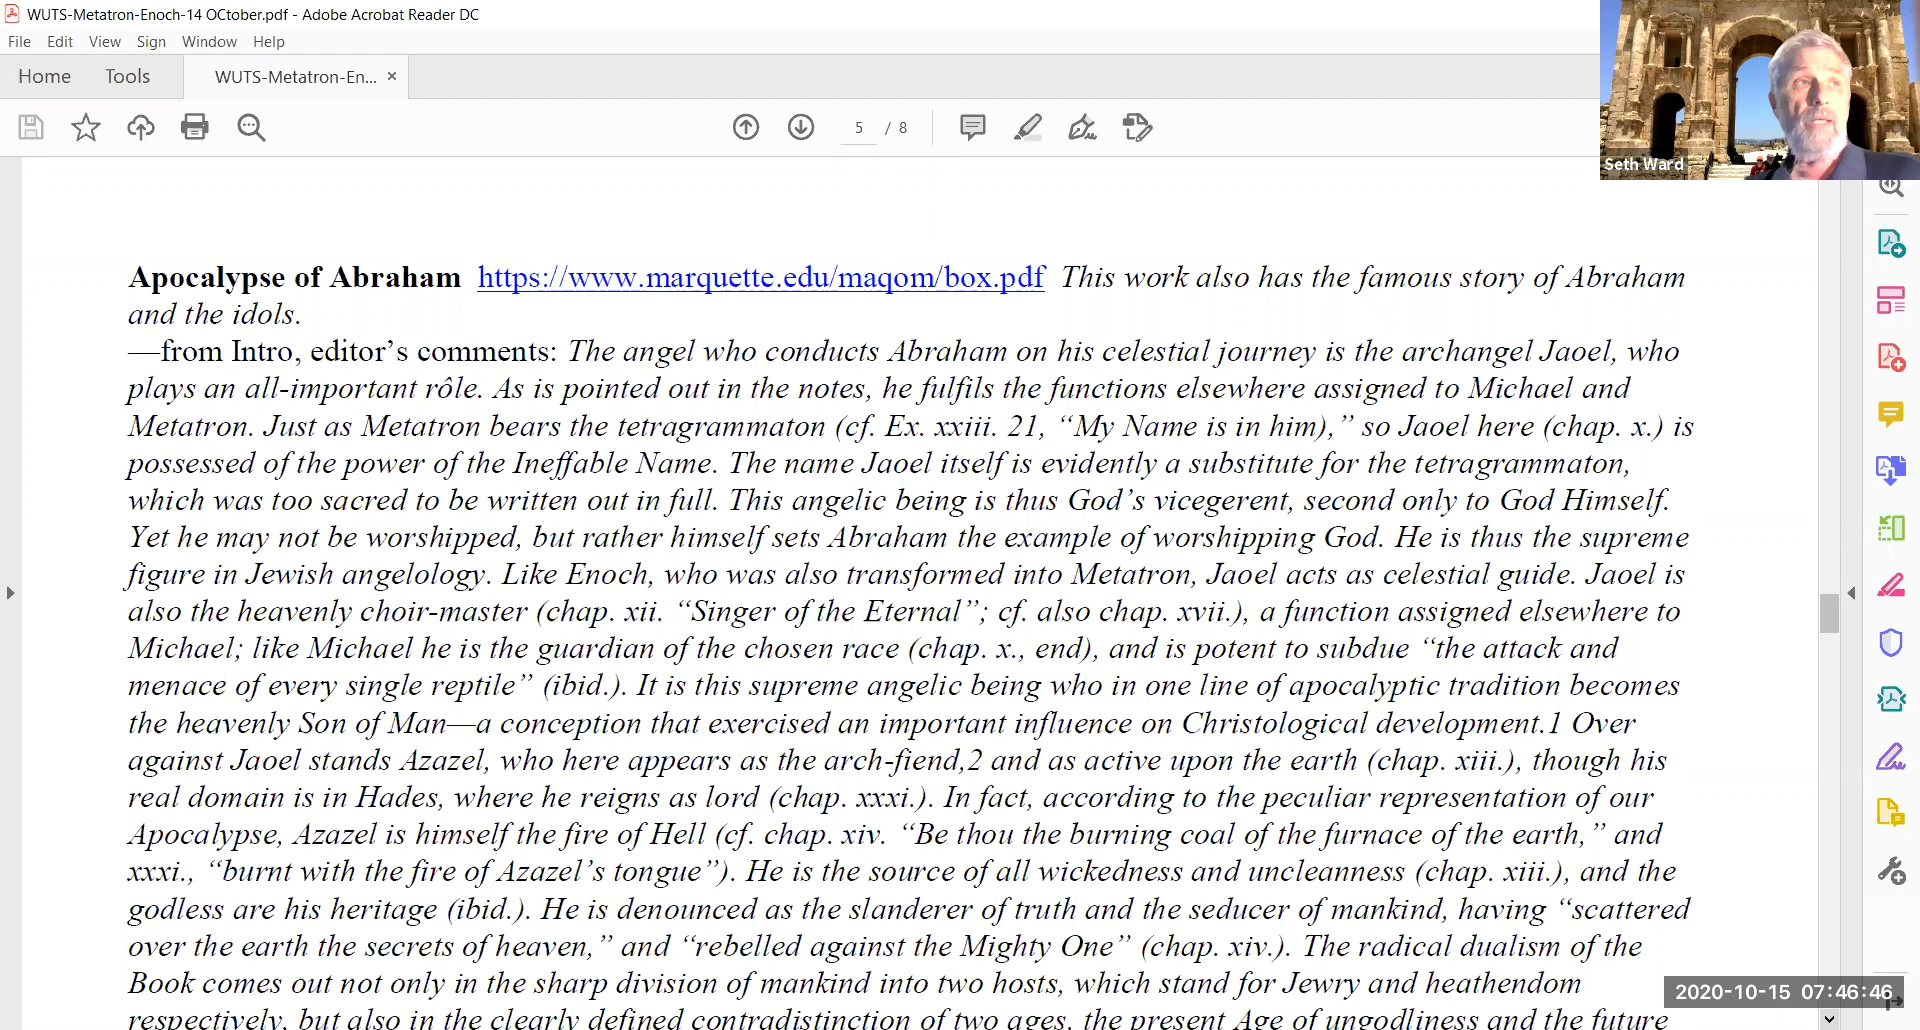 WUTS-Metatron-Enoch-14 OCtober.pdf - Adobe Acrobat Reader DC
File Edit View Sign Window Help
Home Tools WUTS-Metatron-En... ×
5 / 8
Seth Ward
Apocalypse of Abraham https://www.marquette.edu/maqom/box.pdf This work also has the famous story of Abraham
and the idols.
—from Intro, editor’s comments: The angel who conducts Abraham on his celestial journey is the archangel Jaoel, who
plays an all-important rôle. As is pointed out in the notes, he fulfils the functions elsewhere assigned to Michael and
Metatron. Just as Metatron bears the tetragrammaton (cf. Ex. xxiii. 21, “My Name is in him),” so Jaoel here (chap. x.) is
possessed of the power of the Ineffable Name. The name Jaoel itself is evidently a substitute for the tetragrammaton,
which was too sacred to be written out in full. This angelic being is thus God’s vicegerent, second only to God Himself.
Yet he may not be worshipped, but rather himself sets Abraham the example of worshipping God. He is thus the supreme
figure in Jewish angelology. Like Enoch, who was also transformed into Metatron, Jaoel acts as celestial guide. Jaoel is
also the heavenly choir-master (chap. xii. “Singer of the Eternal”; cf. also chap. xvii.), a function assigned elsewhere to
Michael; like Michael he is the guardian of the chosen race (chap. x., end), and is potent to subdue “the attack and
menace of every single reptile” (ibid.). It is this supreme angelic being who in one line of apocalyptic tradition becomes
the heavenly Son of Man—a conception that exercised an important influence on Christological development.1 Over
against Jaoel stands Azazel, who here appears as the arch-fiend,2 and as active upon the earth (chap. xiii.), though his
real domain is in Hades, where he reigns as lord (chap. xxxi.). In fact, according to the peculiar representation of our
Apocalypse, Azazel is himself the fire of Hell (cf. chap. xiv. “Be thou the burning coal of the furnace of the earth,” and
xxxi., “burnt with the fire of Azazel’s tongue”). He is the source of all wickedness and uncleanness (chap. xiii.), and the
godless are his heritage (ibid.). He is denounced as the slanderer of truth and the seducer of mankind, having “scattered
over the earth the secrets of heaven,” and “rebelled against the Mighty One” (chap. xiv.). The radical dualism of the
Book comes out not only in the sharp division of mankind into two hosts, which stand for Jewry and heathendom
respectively, but also in the clearly defined contradistinction of two ages, the present Age of ungodliness and the future
2020-10-15 07:46:46